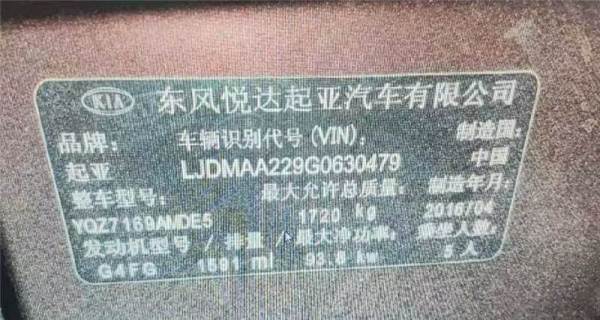 KIA 东风悦达起亚汽车有限公司
品牌: 车辆识别代号(VIN): 制造国:
起亚 LJDMAA229G0630479 中国
整车型号: 最大允许总质量: 制造年月:
YQZ7169AMDE5 1720 kg 2016/04
发动机型号 / 排量 / 最大净功率: 乘坐人数:
G4FG 1591 ml 93.8 kw 5人